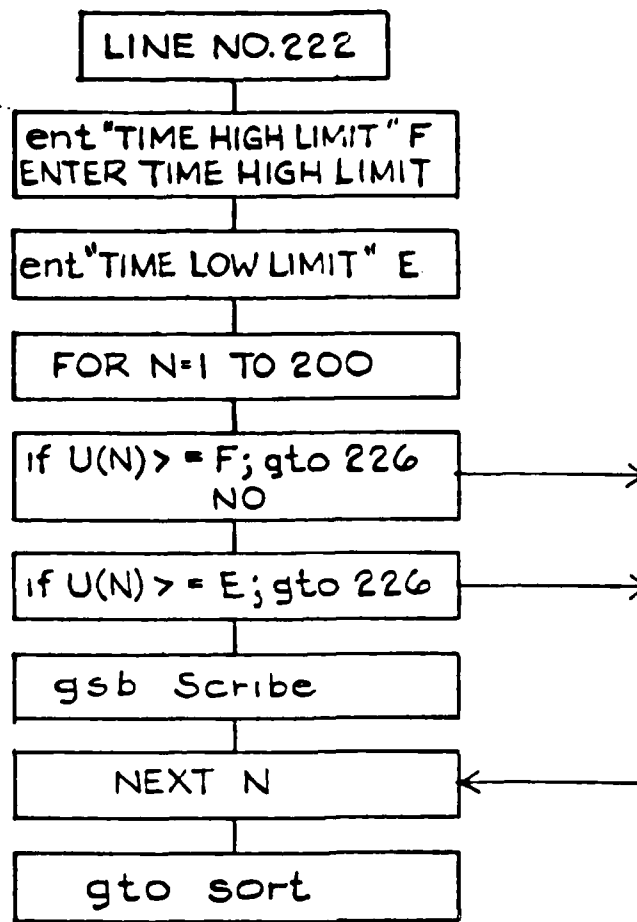 LINE NO. 222
ent "TIME HIGH LIMIT" F
ENTER TIME HIGH LIMIT
ent "TIME LOW LIMIT" E
FOR N=1 TO 200
if U(N) > = F; gto 226
NO
if U(N) > = E; gto 226
gsb Scribe
NEXT N
gto sort